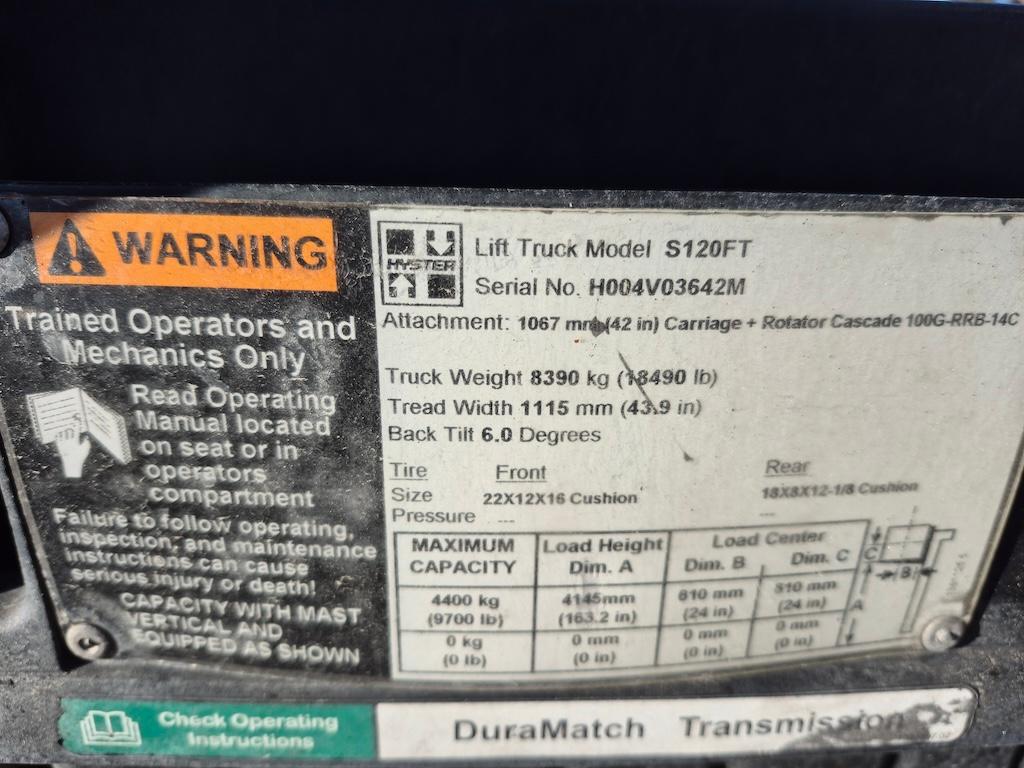 WARNING
Trained Operators and
Mechanics Only
Read Operating
Manual located
on seat or in
operators
compartment
Failure to follow operating,
inspection, and maintenance
instructions can cause
serious injury or death!
CAPACITY WITH MAST
VERTICAL AND
EQUIPPED AS SHOWN
HYSTER
Lift Truck Model S120FT
Serial No. H004V03642M
Attachment: 1067 mm (42 in) Carriage + Rotator Cascade 100G-RRB-14C
Truck Weight 8390 kg (18490 lb)
Tread Width 1115 mm (43.9 in)
Back Tilt 6.0 Degrees
Tire Front Rear
Size 22X12X16 Cushion 18X8X12-1/8 Cushion
Pressure --- ---
MAXIMUM CAPACITY Load Height Dim. A Load Center Dim. B Dim. C
4400 kg 4145mm 610 mm 610 mm
(9700 lb) (163.2 in) (24 in) (24 in)
0 kg 0 mm 0 mm 0 mm
(0 lb) (0 in) (0 in) (0 in)
C
B
A
Check Operating
Instructions
DuraMatch Transmission